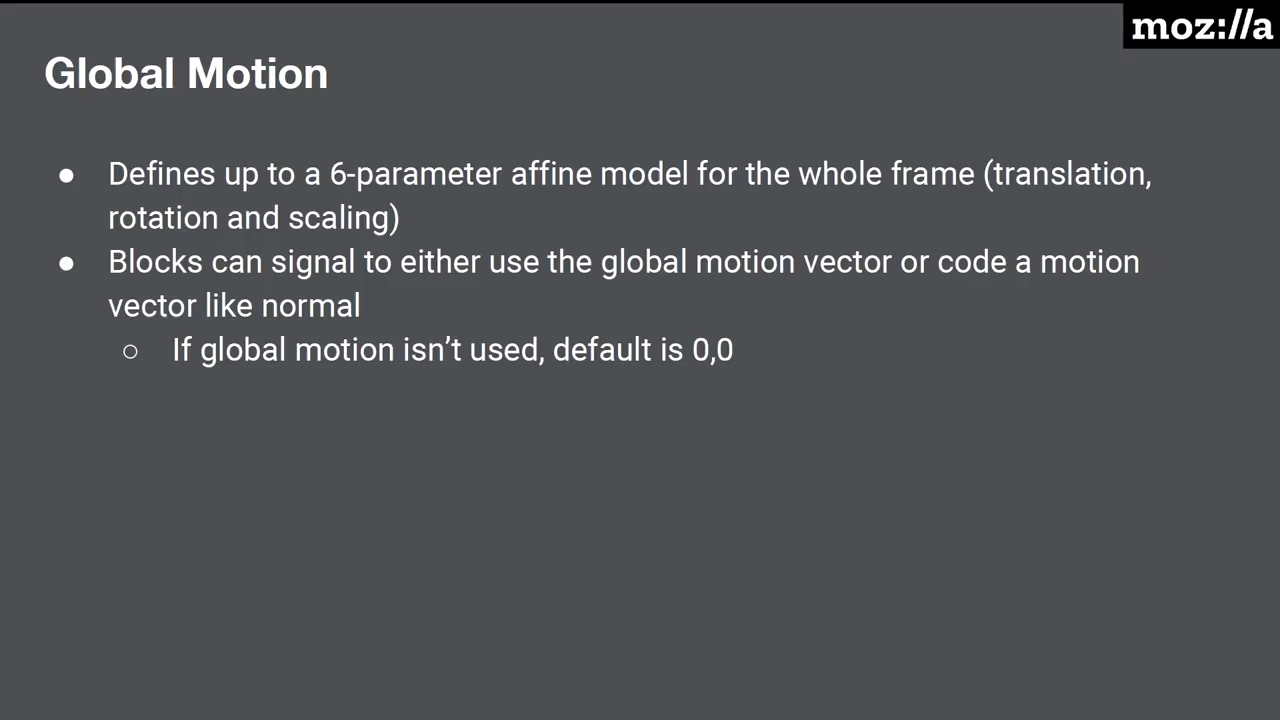 moz://a
Global Motion
● Defines up to a 6-parameter affine model for the whole frame (translation,
rotation and scaling)
● Blocks can signal to either use the global motion vector or code a motion
vector like normal
○ If global motion isn’t used, default is 0,0